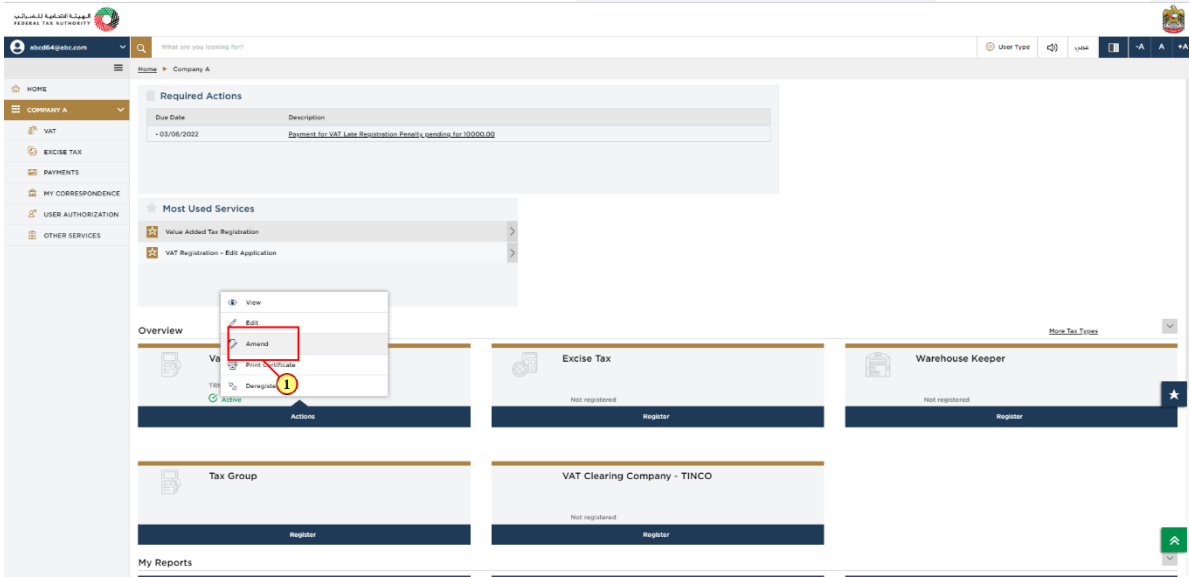 الهيئة الاتحادية للضرائب
FEDERAL TAX AUTHORITY
abcd64@abc.com
What are you looking for?
User Type
عربي
-A
A
+A
Home
Company A
HOME
COMPANY A
VAT
EXCISE TAX
PAYMENTS
MY CORRESPONDENCE
USER AUTHORIZATION
OTHER SERVICES
Required Actions
Due Date
Description
• 03/08/2022
Payment for VAT Late Registration Penalty pending for 10000.00
Most Used Services
Value Added Tax Registration
VAT Registration – Edit Application
View
Edit
Amend
Print Certificate
1
Overview
More Tax Types
Va
TRN
Active
Actions
Excise Tax
Not registered
Register
Warehouse Keeper
Not registered
Register
Tax Group
Register
VAT Clearing Company - TINCO
Not registered
Register
My Reports